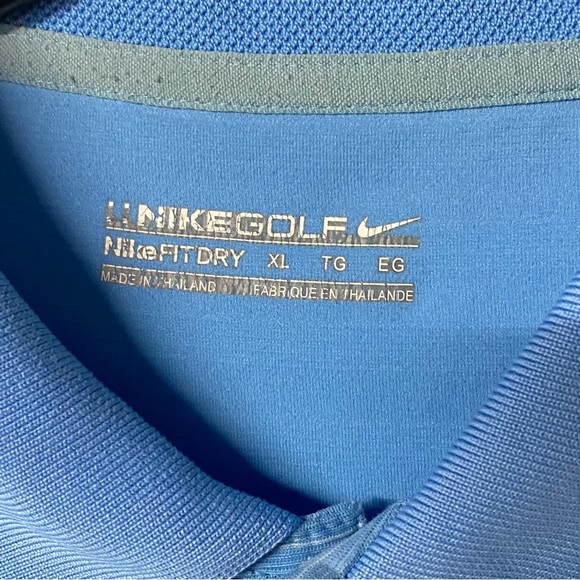 NIKEGOLF
NikeFITDRY XL TG EG
MADE IN THAILAND FABRIQUE EN THAILANDE